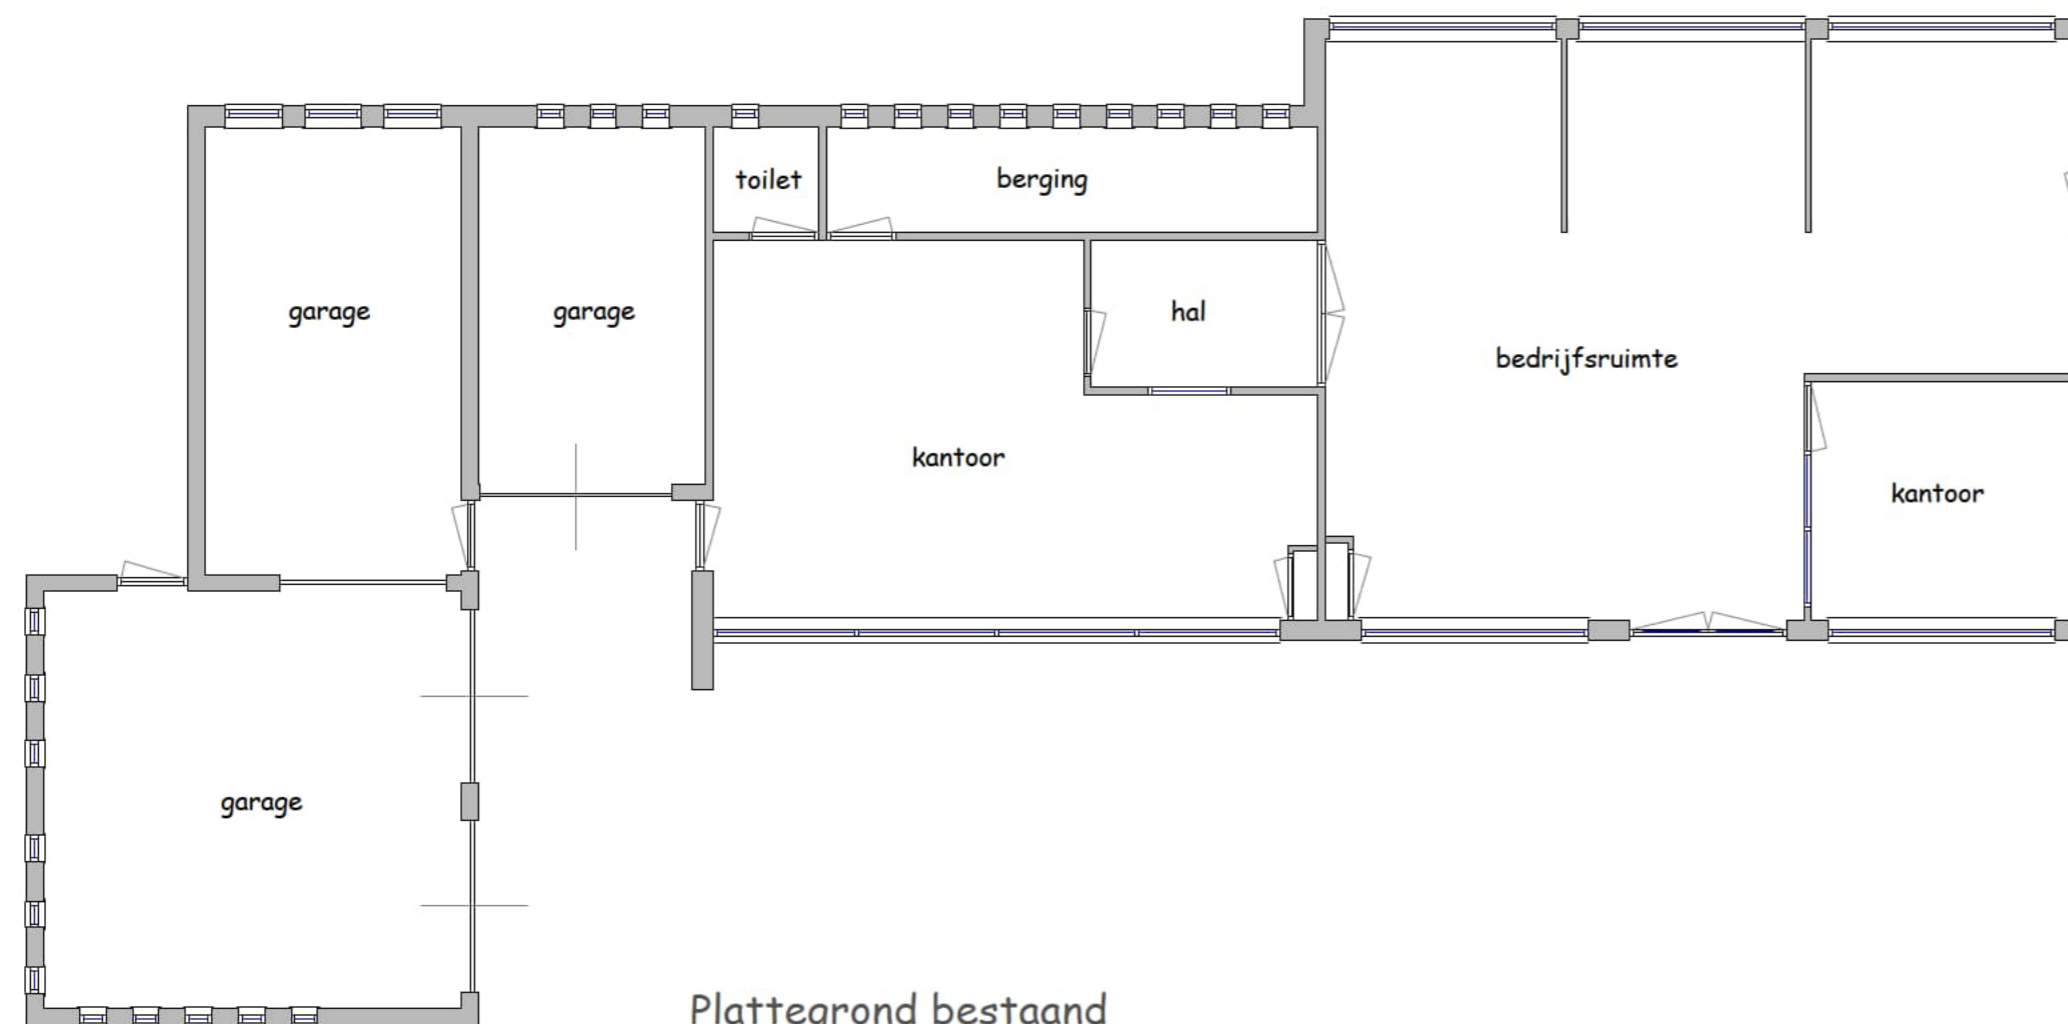 toilet
berging
garage
garage
hal
bedrijfsruimte
kantoor
kantoor
garage
Plattegrond bestaand